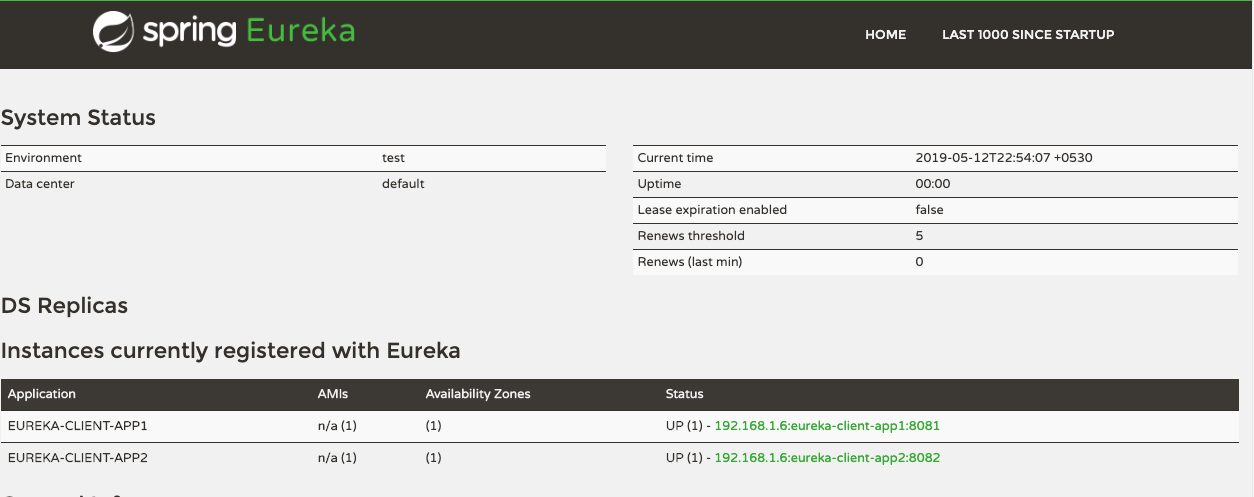 spring Eureka
HOME LAST 1000 SINCE STARTUP
System Status
Environment test
Data center default
Current time 2019-05-12T22:54:07 +0530
Uptime 00:00
Lease expiration enabled false
Renews threshold 5
Renews (last min) 0
DS Replicas
Instances currently registered with Eureka
Application AMIs Availability Zones Status
EUREKA-CLIENT-APP1 n/a (1) (1) UP (1) - 192.168.1.6:eureka-client-app1:8081
EUREKA-CLIENT-APP2 n/a (1) (1) UP (1) - 192.168.1.6:eureka-client-app2:8082